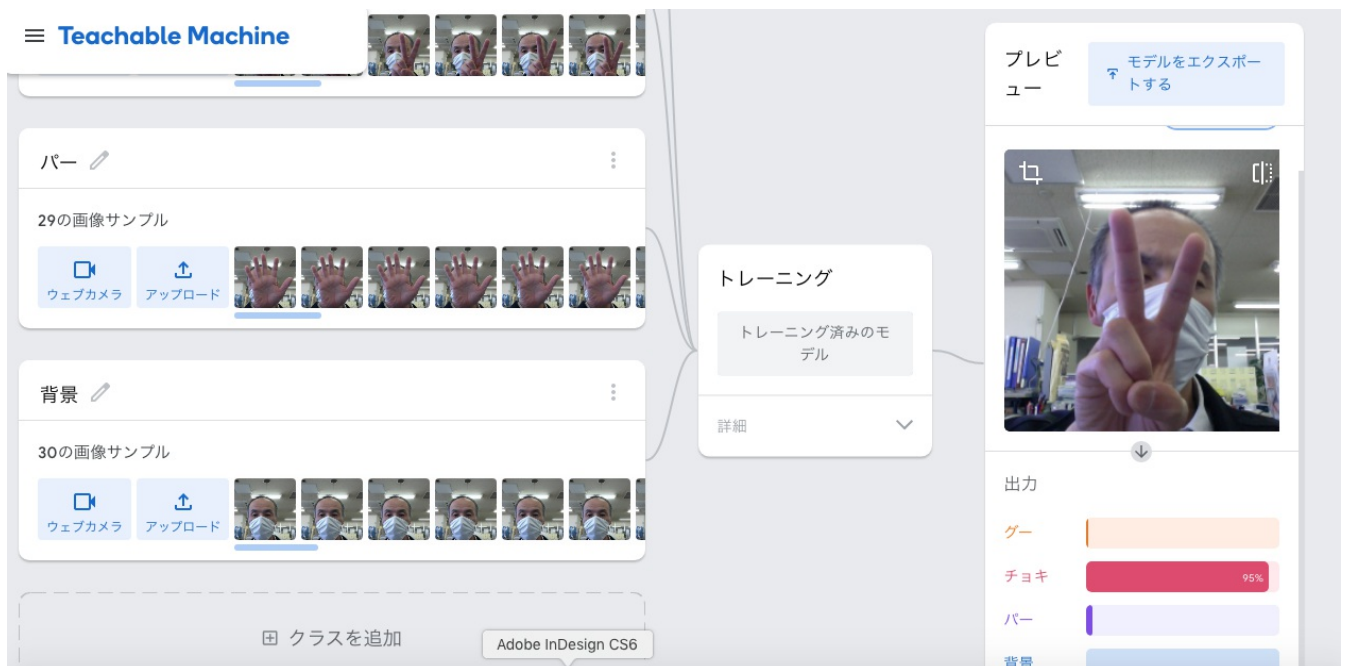 Teachable Machine
パー
29の画像サンプル
ウェブカメラ
アップロード
背景
30の画像サンプル
ウェブカメラ
アップロード
クラスを追加
Adobe InDesign CS6
トレーニング
トレーニング済みのモ
デル
詳細
プレビ
ュー
モデルをエクスポー
トする
出力
グー
チョキ
95%
パー
背景